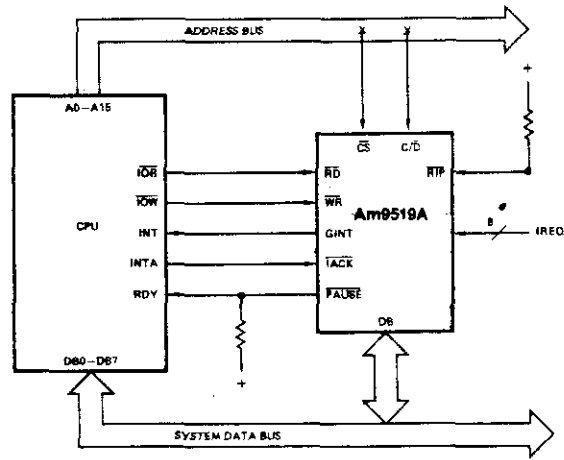 ADDRESS BUS
A0–A15
+
CS
C/D
IOR
RD
RIP
IOW
WR
Am9519A
CPU
INT
GINT
8
IREQ
INTA
IACK
RDY
PAUSE
DB
+
DB0–DB7
SYSTEM DATA BUS